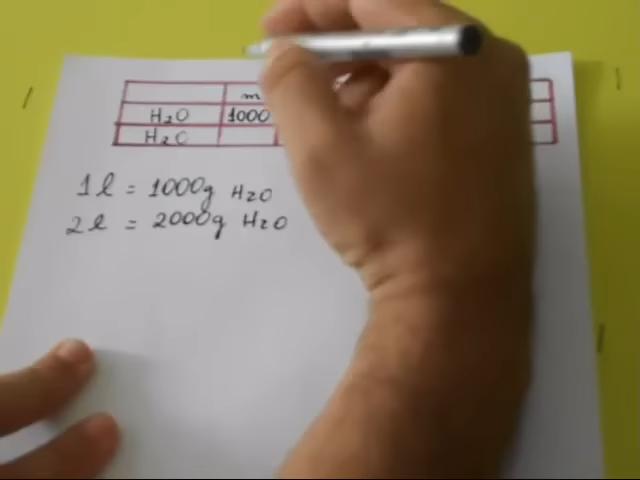 m
H₂O 1000
H₂O
1l = 1000g H₂O
2l = 2000g H₂O